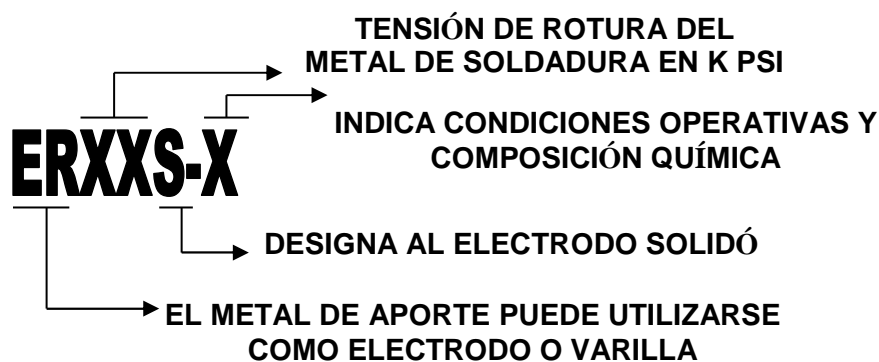 TENSIÓN DE ROTURA DEL
METAL DE SOLDADURA EN K PSI
INDICA CONDICIONES OPERATIVAS Y
COMPOSICIÓN QUÍMICA
ERXXS-X
DESIGNA AL ELECTRODO SOLIDÓ
EL METAL DE APORTE PUEDE UTILIZARSE
COMO ELECTRODO O VARILLA